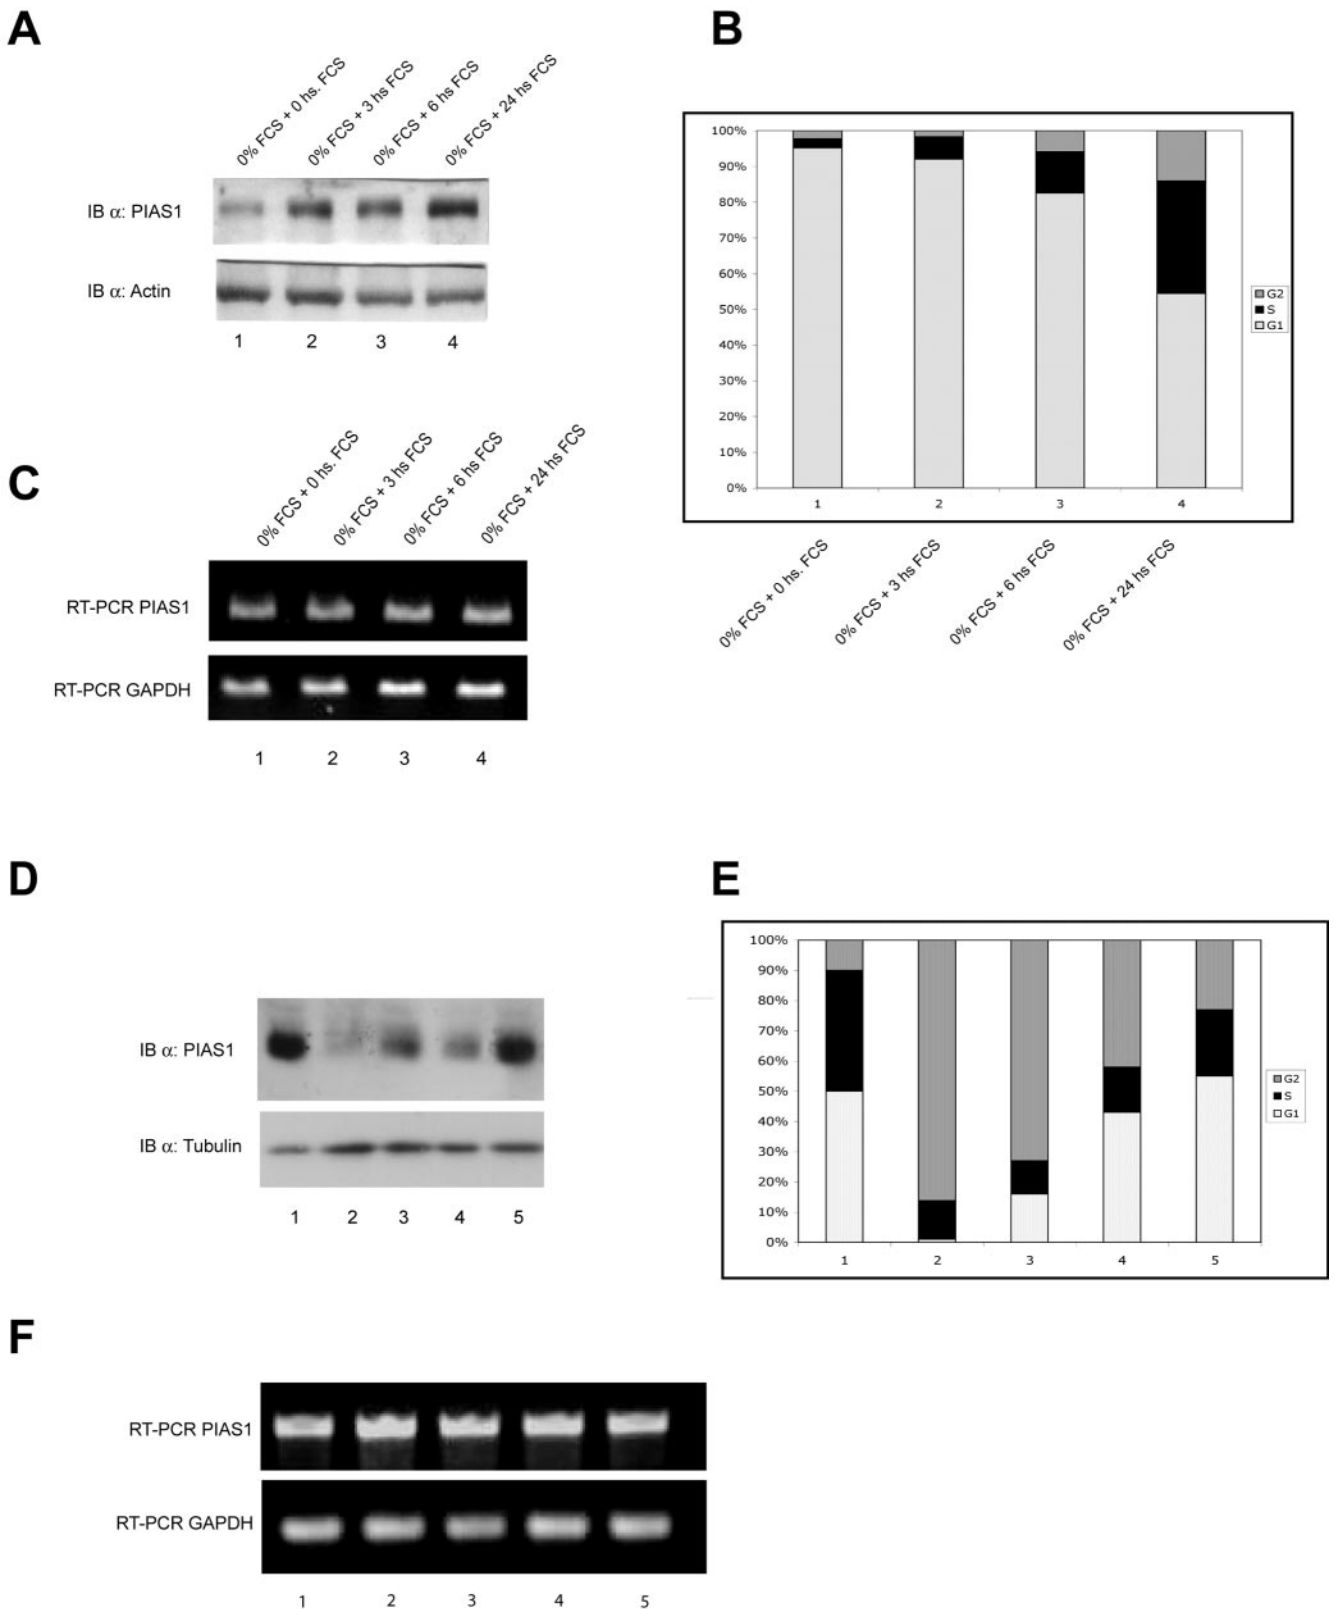 A
0% FCS + 0 hs. FCS
0% FCS + 3 hs FCS
0% FCS + 6 hs FCS
0% FCS + 24 hs FCS
IB α: PIAS1
IB α: Actin
1 2 3 4
B
100%
90%
80%
70%
60%
50%
40%
30%
20%
10%
0%
1 2 3 4
G2
S
G1
0% FCS + 0 hs. FCS
0% FCS + 3 hs FCS
0% FCS + 6 hs FCS
0% FCS + 24 hs FCS
C
0% FCS + 0 hs. FCS
0% FCS + 3 hs FCS
0% FCS + 6 hs FCS
0% FCS + 24 hs FCS
RT-PCR PIAS1
RT-PCR GAPDH
1 2 3 4
D
IB α: PIAS1
IB α: Tubulin
1 2 3 4 5
E
100%
90%
80%
70%
60%
50%
40%
30%
20%
10%
0%
1 2 3 4 5
G2
S
G1
F
RT-PCR PIAS1
RT-PCR GAPDH
1 2 3 4 5